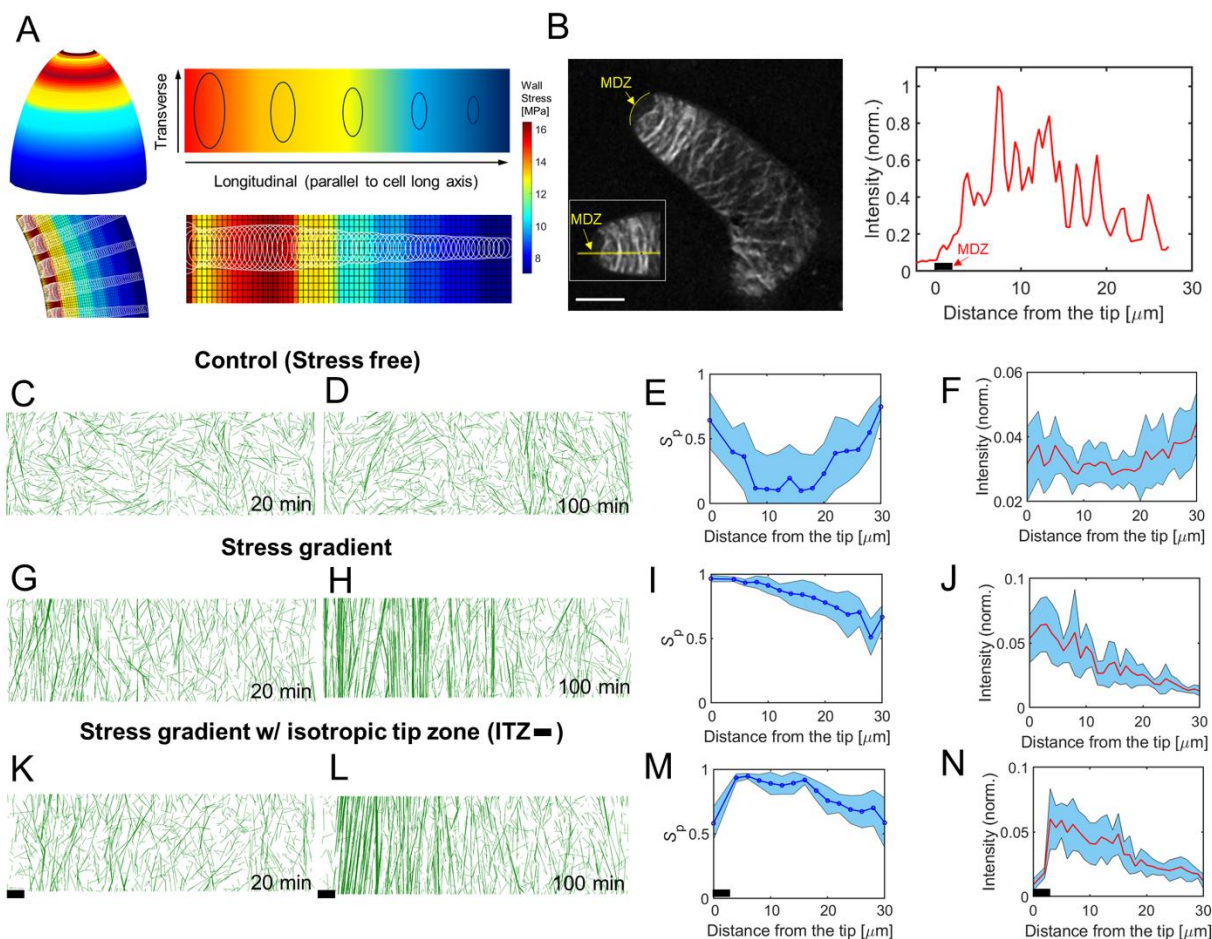 A
Transverse
Longitudinal (parallel to cell long axis)
Wall
Stress
[MPa]
16
14
12
10
8
B
MDZ
MDZ
Intensity (norm.)
1
0.8
0.6
0.4
0.2
0
MDZ
0 10 20 30
Distance from the tip [μm]
Control (Stress free)
C
20 min
D
100 min
E
Sp
1
0.5
0
0 10 20 30
Distance from the tip [μm]
F
Intensity (norm.)
0.06
0.04
0.02
0 10 20 30
Distance from the tip [μm]
Stress gradient
G
20 min
H
100 min
I
Sp
1
0.5
0
0 10 20 30
Distance from the tip [μm]
J
Intensity (norm.)
0.1
0.05
0
0 10 20 30
Distance from the tip [μm]
Stress gradient w/ isotropic tip zone (ITZ )
K
20 min
L
100 min
M
Sp
1
0.5
0
0 10 20 30
Distance from the tip [μm]
N
Intensity (norm.)
0.1
0.05
0
0 10 20 30
Distance from the tip [μm]